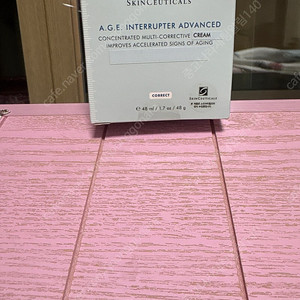 SKINCEUTICALS
A.G.E. INTERRUPTER ADVANCED
CONCENTRATED MULTI-CORRECTIVE CREAM
IMPROVES ACCELERATED SIGNS OF AGING
CORRECT
e 48 ml / 1.7 oz / 48 g
SKINCEUTICALS